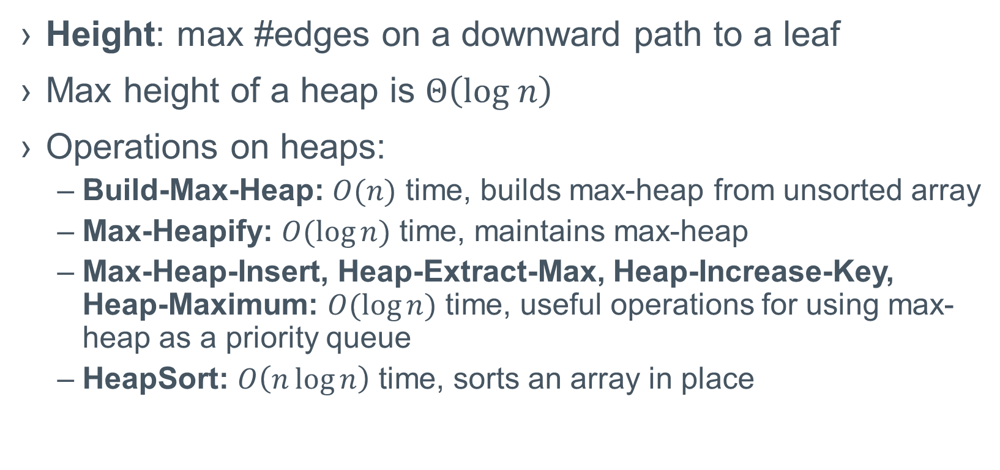 › Height: max #edges on a downward path to a leaf
› Max height of a heap is Θ(log n)
› Operations on heaps:
– Build-Max-Heap: O(n) time, builds max-heap from unsorted array
– Max-Heapify: O(log n) time, maintains max-heap
– Max-Heap-Insert, Heap-Extract-Max, Heap-Increase-Key,
Heap-Maximum: O(log n) time, useful operations for using max-
heap as a priority queue
– HeapSort: O(n log n) time, sorts an array in place